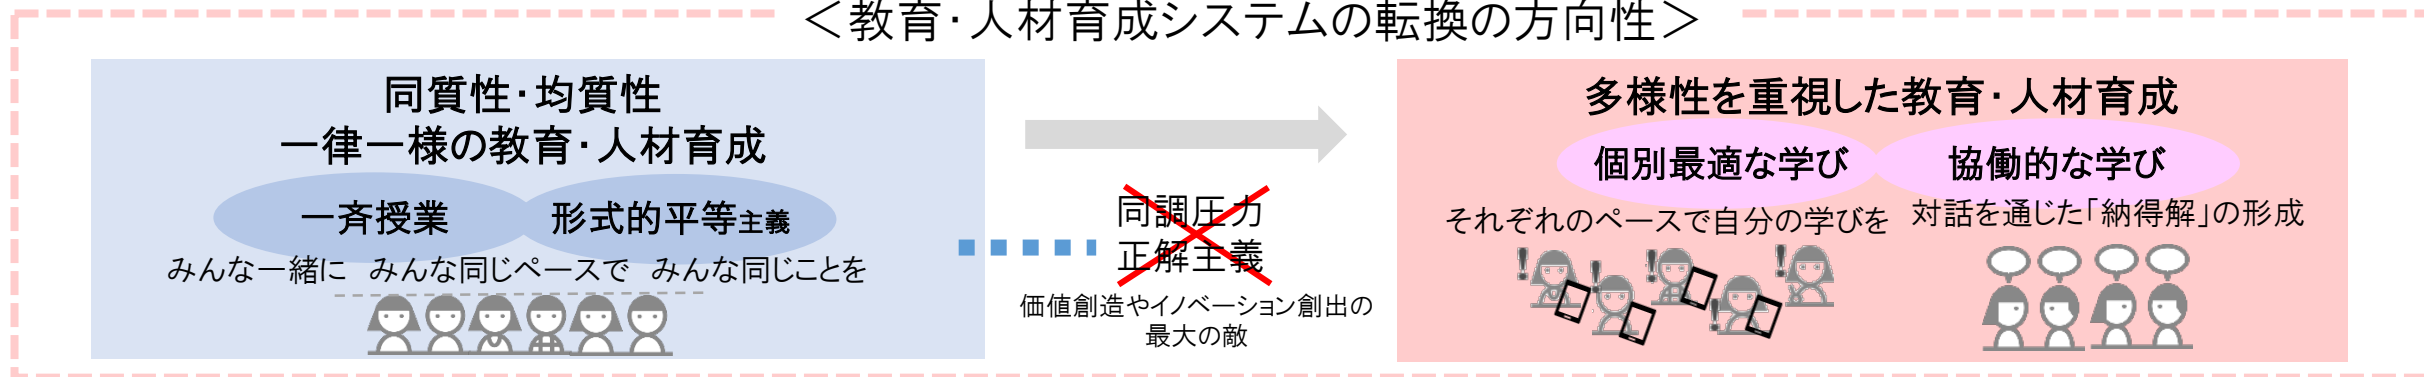 ＜教育・人材育成システムの転換の方向性＞
同質性・均質性
一律一様の教育・人材育成
一斉授業
形式的平等主義
みんな一緒に　みんな同じペースで　みんな同じことを
同調圧力
正解主義
価値創造やイノベーション創出の
最大の敵
多様性を重視した教育・人材育成
個別最適な学び
協働的な学び
それぞれのペースで自分の学びを
対話を通じた「納得解」の形成